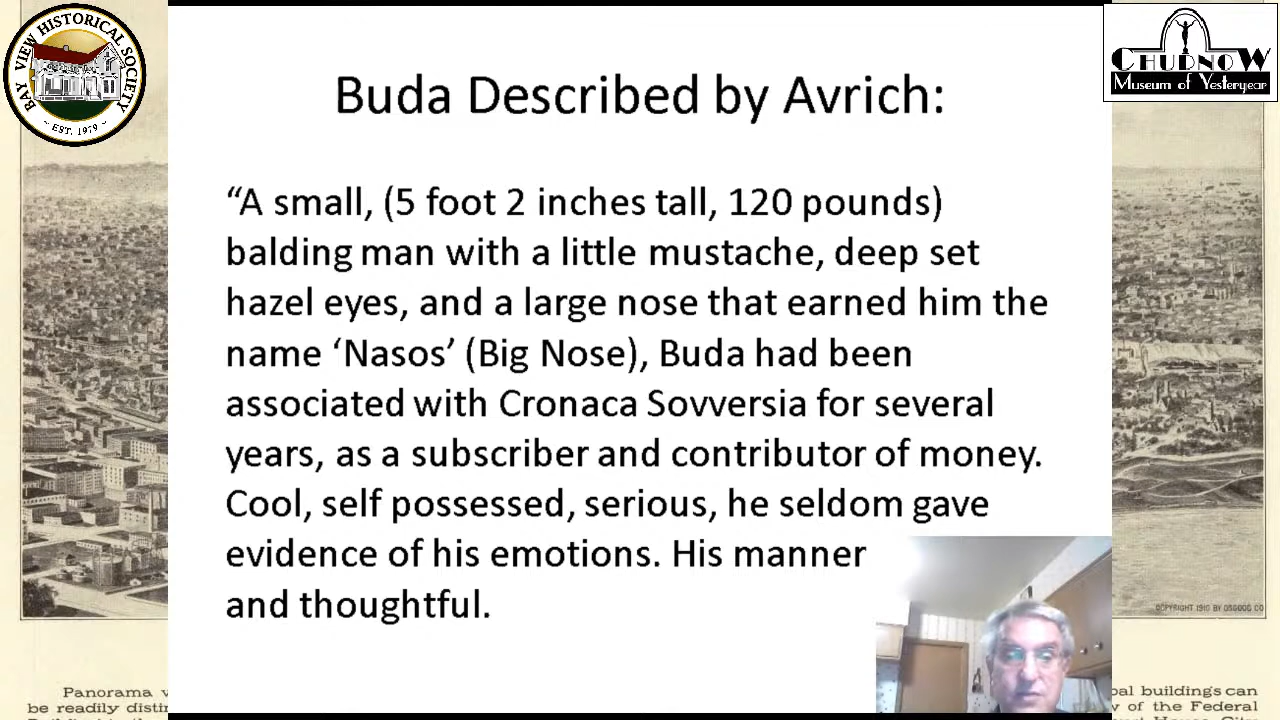 BAY VIEW HISTORICAL SOCIETY
~ EST. 1979 ~
CHUDNOW
Museum of Yesteryear
Buda Described by Avrich:
“A small, (5 foot 2 inches tall, 120 pounds)
balding man with a little mustache, deep set
hazel eyes, and a large nose that earned him the
name ‘Nasos’ (Big Nose), Buda had been
associated with Cronaca Sovversia for several
years, as a subscriber and contributor of money.
Cool, self possessed, serious, he seldom gave
evidence of his emotions. His manner
and thoughtful.
COPYRIGHT 1910 BY OSGOOD CO
Panorama
be readily
buildings can
of the Federal